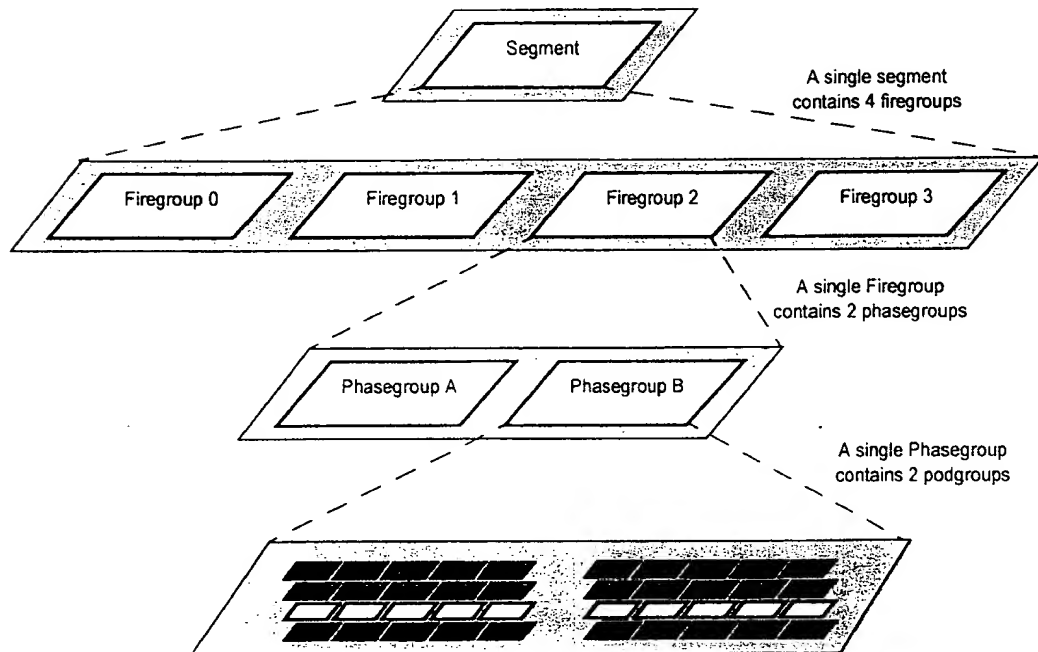 Segment
A single segment
contains 4 firegroups
Firegroup 0
Firegroup 1
Firegroup 2
Firegroup 3
A single Firegroup
contains 2 phasegroups
Phasegroup A
Phasegroup B
A single Phasegroup
contains 2 podgroups